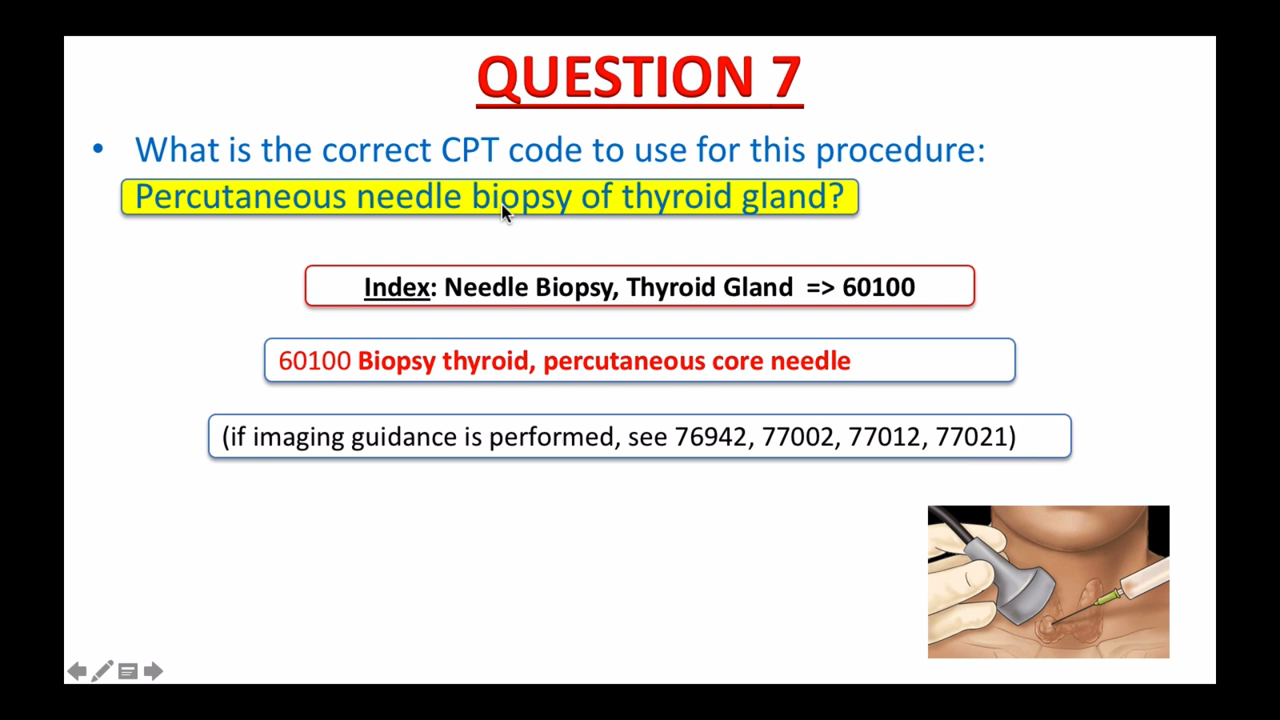 QUESTION 7
• What is the correct CPT code to use for this procedure:
Percutaneous needle biopsy of thyroid gland?
Index: Needle Biopsy, Thyroid Gland => 60100
60100 Biopsy thyroid, percutaneous core needle
(if imaging guidance is performed, see 76942, 77002, 77012, 77021)